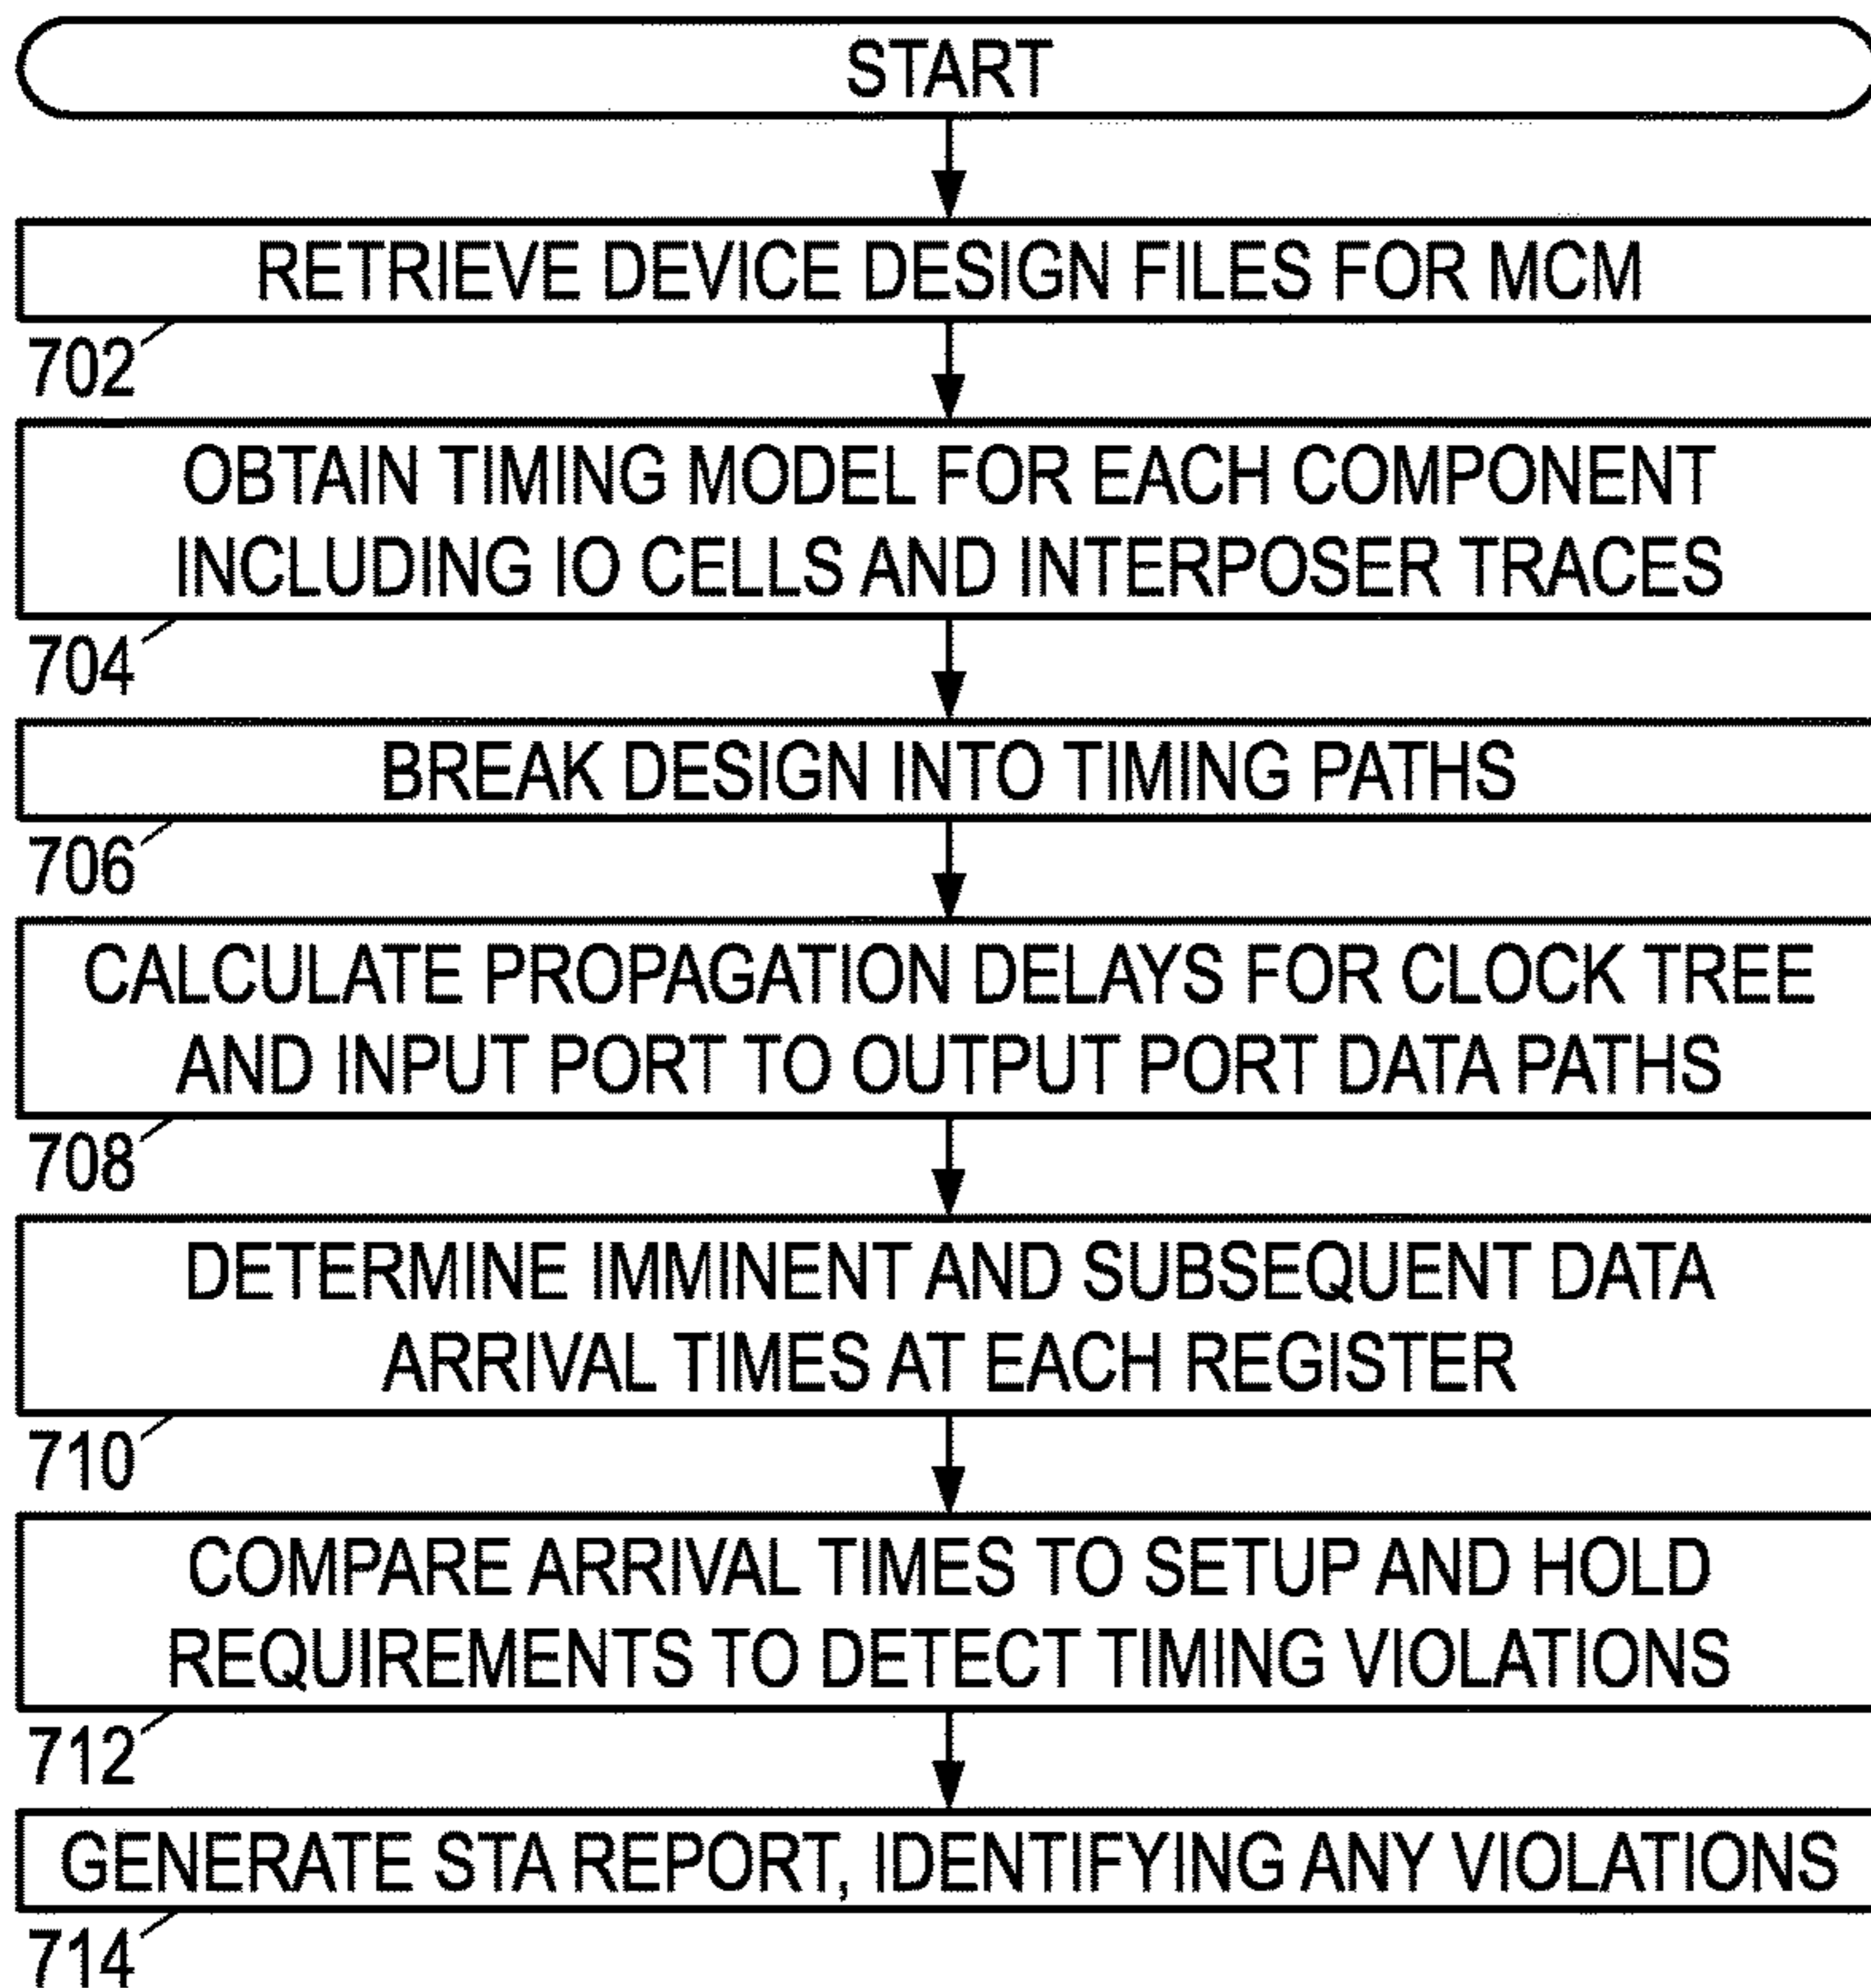 START
RETRIEVE DEVICE DESIGN FILES FOR MCM
702
OBTAIN TIMING MODEL FOR EACH COMPONENT
INCLUDING IO CELLS AND INTERPOSER TRACES
704
BREAK DESIGN INTO TIMING PATHS
706
CALCULATE PROPAGATION DELAYS FOR CLOCK TREE
AND INPUT PORT TO OUTPUT PORT DATA PATHS
708
DETERMINE IMMINENT AND SUBSEQUENT DATA
ARRIVAL TIMES AT EACH REGISTER
710
COMPARE ARRIVAL TIMES TO SETUP AND HOLD
REQUIREMENTS TO DETECT TIMING VIOLATIONS
712
GENERATE STA REPORT, IDENTIFYING ANY VIOLATIONS
714